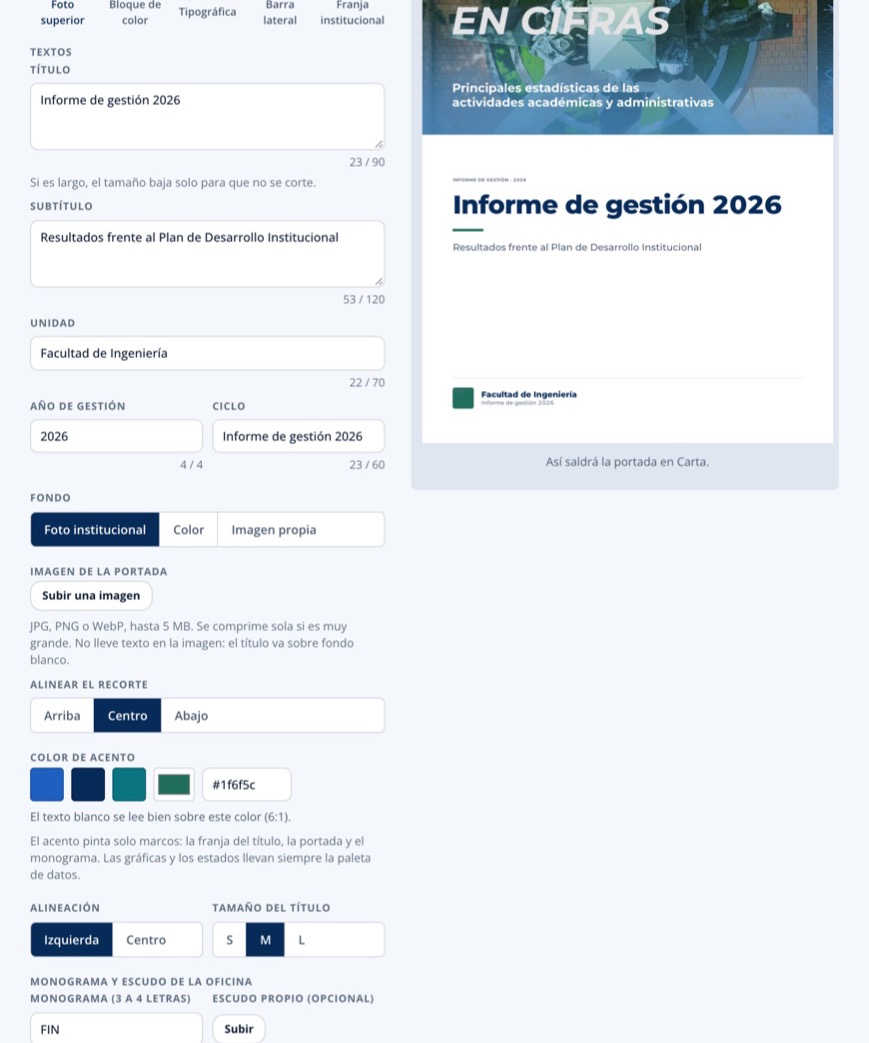 Foto superior
Bloque de color
Tipográfica
Barra lateral
Franja institucional
TEXTOS
TÍTULO
Informe de gestión 2026
23 / 90
Si es largo, el tamaño baja solo para que no se corte.
SUBTÍTULO
Resultados frente al Plan de Desarrollo Institucional
53 / 120
UNIDAD
Facultad de Ingeniería
22 / 70
AÑO DE GESTIÓN
2026
4 / 4
CICLO
Informe de gestión 2026
23 / 60
FONDO
Foto institucional
Color
Imagen propia
IMAGEN DE LA PORTADA
Subir una imagen
JPG, PNG o WebP, hasta 5 MB. Se comprime sola si es muy
grande. No lleve texto en la imagen: el título va sobre fondo
blanco.
ALINEAR EL RECORTE
Arriba
Centro
Abajo
COLOR DE ACENTO
#1f6f5c
El texto blanco se lee bien sobre este color (6:1).
El acento pinta solo marcos: la franja del título, la portada y el
monograma. Las gráficas y los estados llevan siempre la paleta
de datos.
ALINEACIÓN
Izquierda
Centro
TAMAÑO DEL TÍTULO
S
M
L
MONOGRAMA Y ESCUDO DE LA OFICINA
MONOGRAMA (3 A 4 LETRAS)
FIN
ESCUDO PROPIO (OPCIONAL)
Subir
EN CIFRAS
Principales estadísticas de las
actividades académicas y administrativas
INFORME DE GESTIÓN · 2026
Informe de gestión 2026
Resultados frente al Plan de Desarrollo Institucional
Facultad de Ingeniería
Informe de gestión 2026
Así saldrá la portada en Carta.